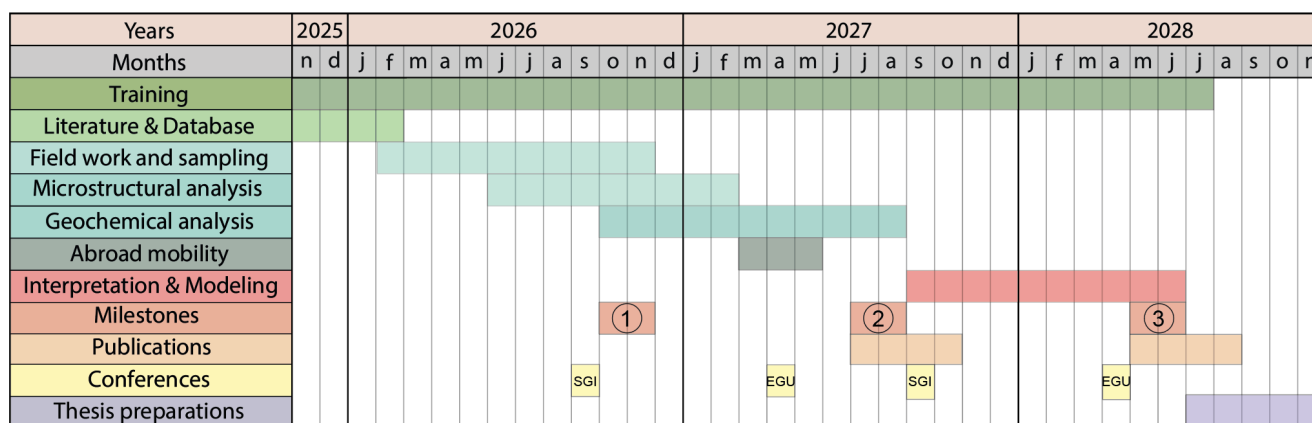 Years 2025 2026 2027 2028
Months n d j f m a m j j a s o n d j f m a m j j a s o n d j f m a m j j a s o n
Training
Literature & Database
Field work and sampling
Microstructural analysis
Geochemical analysis
Abroad mobility
Interpretation & Modeling
Milestones 1 2 3
Publications
Conferences SGI EGU SGI EGU
Thesis preparations